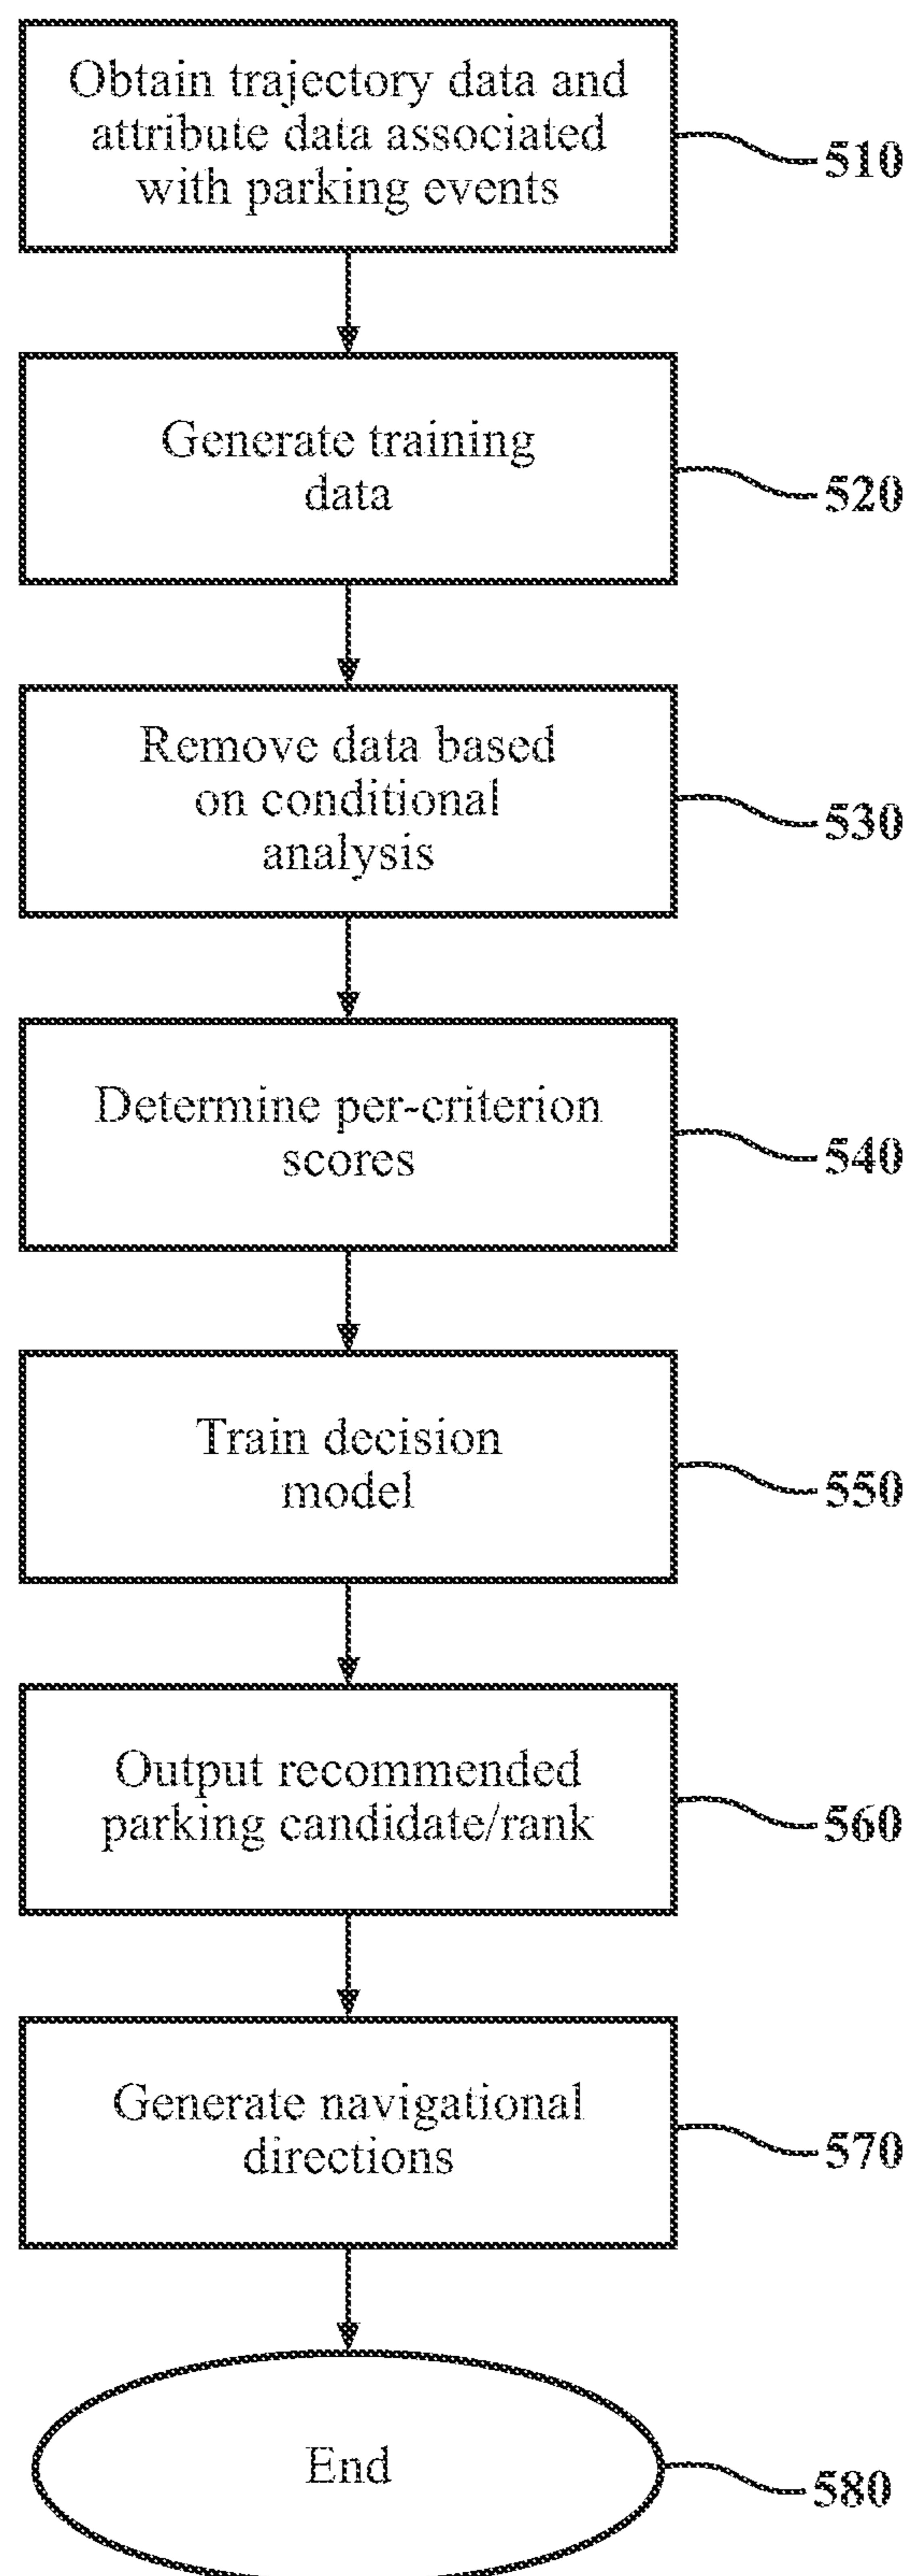 Obtain trajectory data and
attribute data associated
with parking events
510
Generate training
data
520
Remove data based
on conditional
analysis
530
Determine per-criterion
scores
540
Train decision
model
550
Output recommended
parking candidate/rank
560
Generate navigational
directions
570
End
580